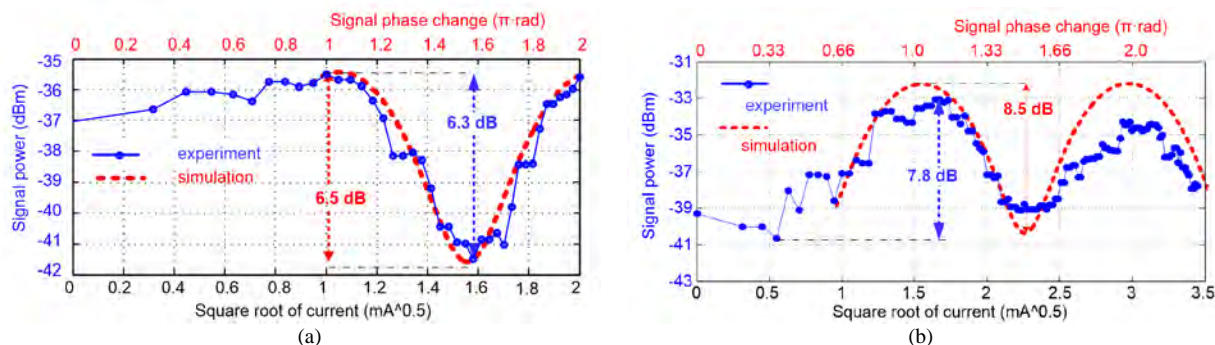 Signal phase change (π·rad)
0 0.2 0.4 0.6 0.8 1.0 1.2 1.4 1.6 1.8 2
-35
-36
-37
-38
-39
-40
-41
-42
Signal power (dBm)
experiment
simulation
6.5 dB
6.3 dB
0 0.2 0.4 0.6 0.8 1 1.2 1.4 1.6 1.8 2
Square root of current (mA^0.5)
(a)
Signal phase change (π·rad)
0 0.33 0.66 1.0 1.33 1.66 2.0
-31
-33
-35
-37
-39
-41
-43
Signal power (dBm)
experiment
simulation
8.5 dB
7.8 dB
0 0.5 1 1.5 2 2.5 3 3.5
Square root of current (mA^0.5)
(b)